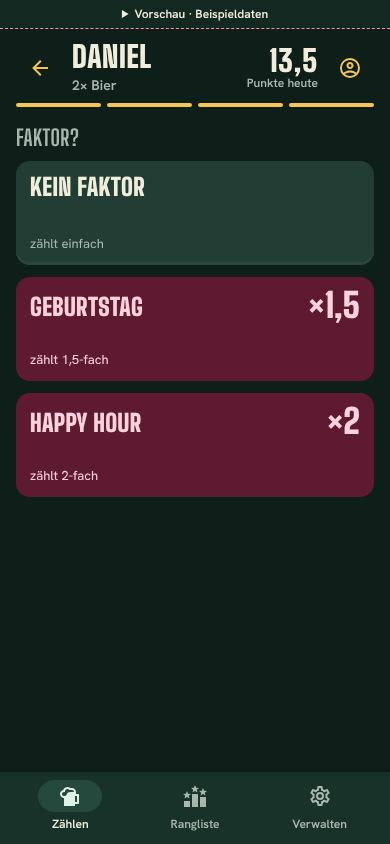 ▶ Vorschau · Beispieldaten
DANIEL
2× Bier
13,5
Punkte heute
FAKTOR?
KEIN FAKTOR
zählt einfach
GEBURTSTAG
×1,5
zählt 1,5-fach
HAPPY HOUR
×2
zählt 2-fach
Zählen
Rangliste
Verwalten